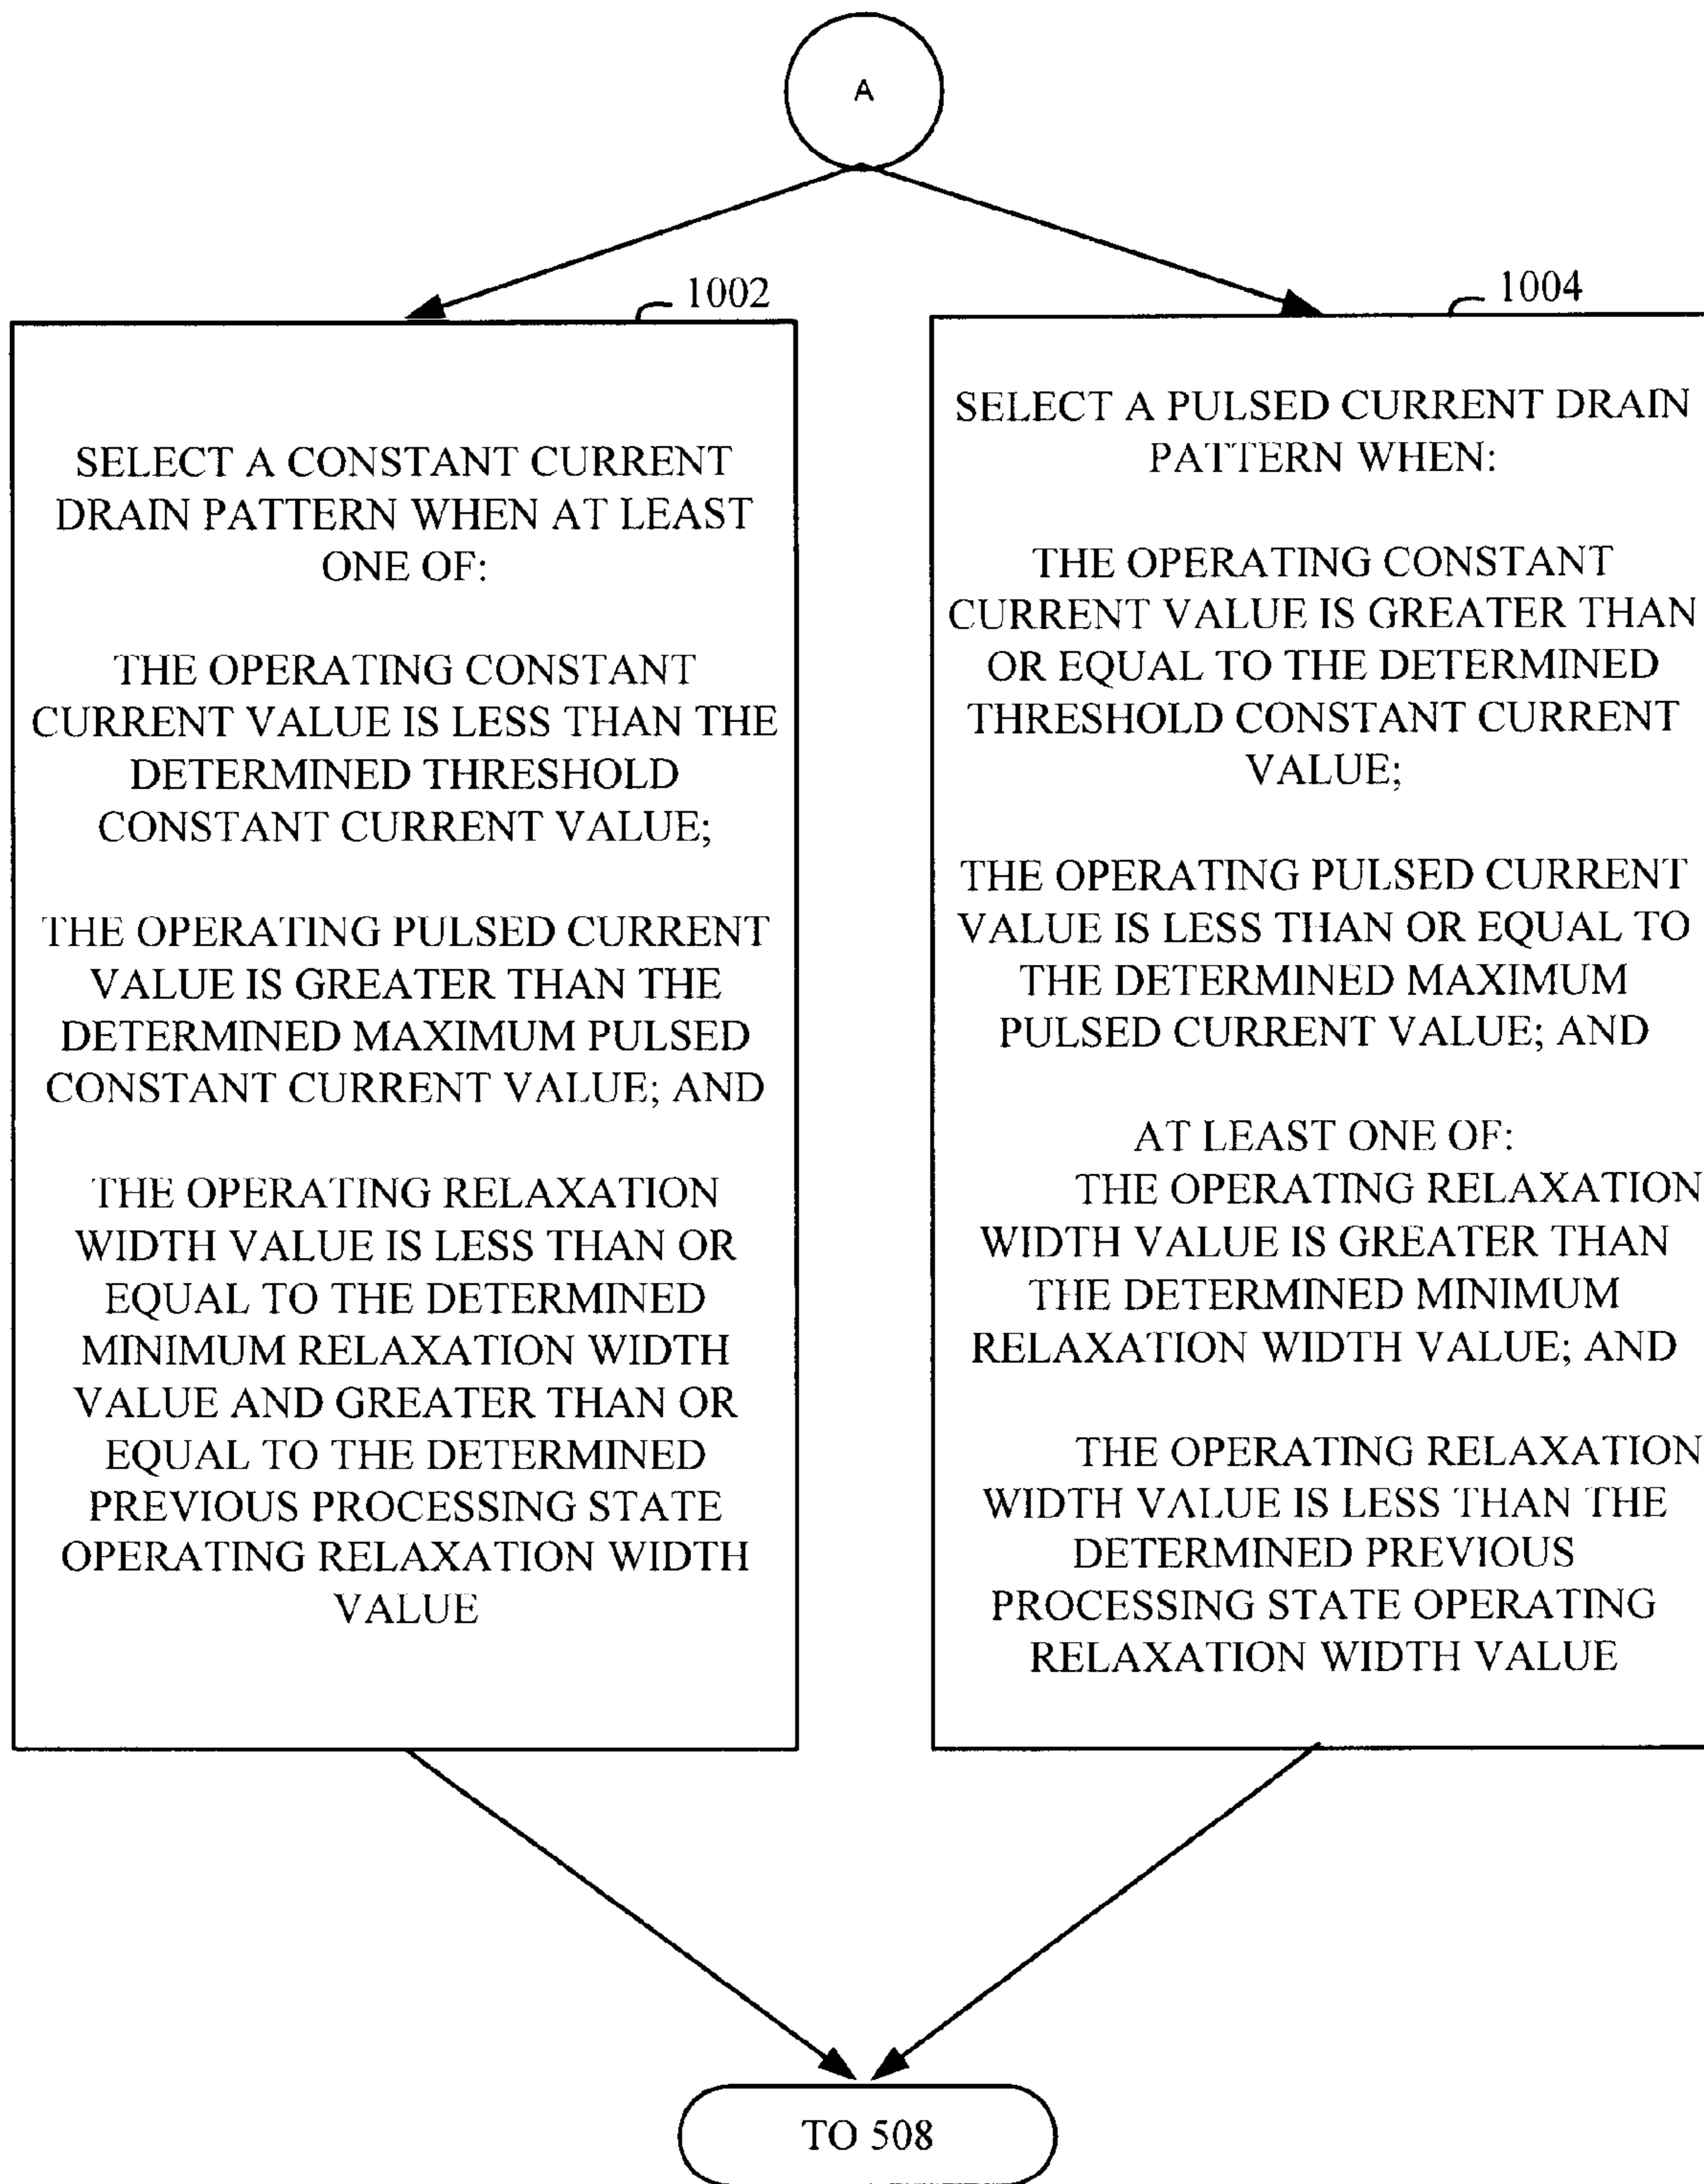 A
1002
SELECT A CONSTANT CURRENT
DRAIN PATTERN WHEN AT LEAST
ONE OF:
THE OPERATING CONSTANT
CURRENT VALUE IS LESS THAN THE
DETERMINED THRESHOLD
CONSTANT CURRENT VALUE;
THE OPERATING PULSED CURRENT
VALUE IS GREATER THAN THE
DETERMINED MAXIMUM PULSED
CONSTANT CURRENT VALUE; AND
THE OPERATING RELAXATION
WIDTH VALUE IS LESS THAN OR
EQUAL TO THE DETERMINED
MINIMUM RELAXATION WIDTH
VALUE AND GREATER THAN OR
EQUAL TO THE DETERMINED
PREVIOUS PROCESSING STATE
OPERATING RELAXATION WIDTH
VALUE
1004
SELECT A PULSED CURRENT DRAIN
PATTERN WHEN:
THE OPERATING CONSTANT
CURRENT VALUE IS GREATER THAN
OR EQUAL TO THE DETERMINED
THRESHOLD CONSTANT CURRENT
VALUE;
THE OPERATING PULSED CURRENT
VALUE IS LESS THAN OR EQUAL TO
THE DETERMINED MAXIMUM
PULSED CURRENT VALUE; AND
AT LEAST ONE OF:
THE OPERATING RELAXATION
WIDTH VALUE IS GREATER THAN
THE DETERMINED MINIMUM
RELAXATION WIDTH VALUE; AND
THE OPERATING RELAXATION
WIDTH VALUE IS LESS THAN THE
DETERMINED PREVIOUS
PROCESSING STATE OPERATING
RELAXATION WIDTH VALUE
TO 508